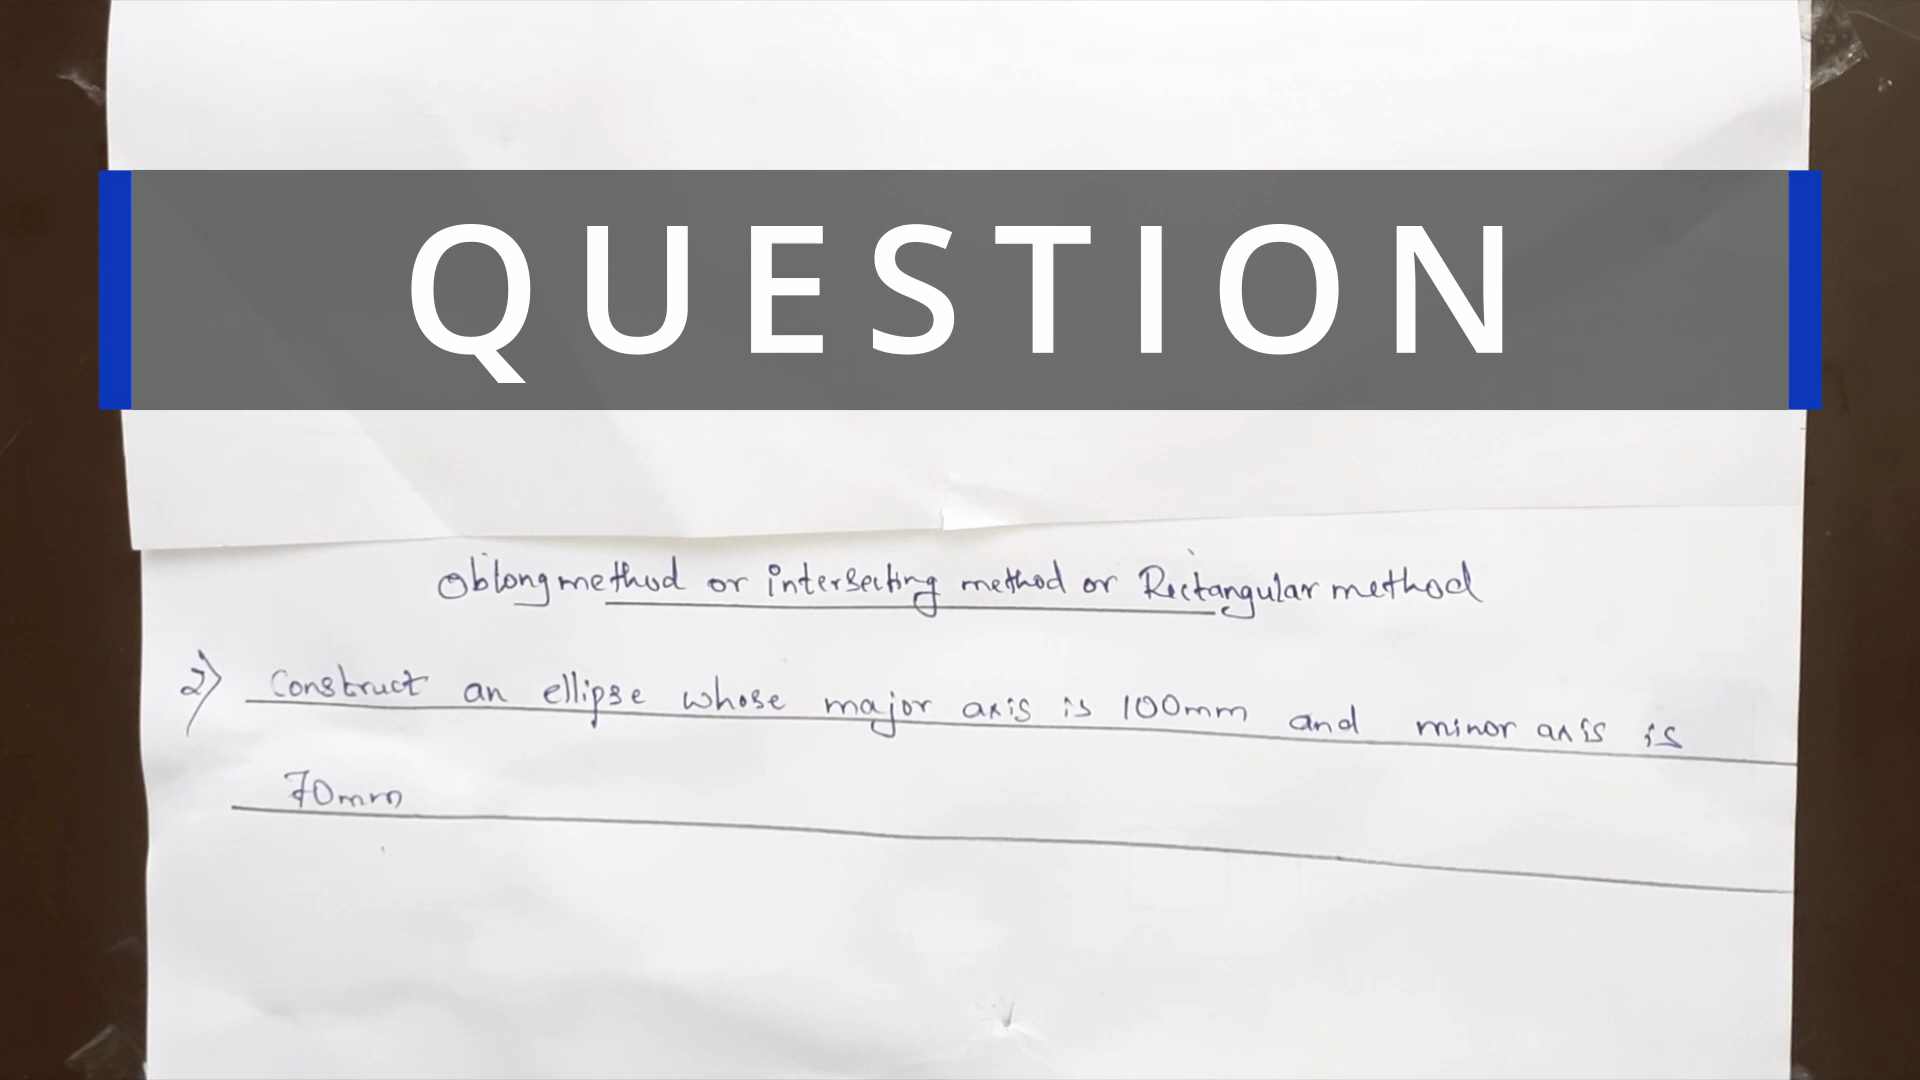 QUESTION
Oblong method or intersecting method or Rectangular method
2) Construct an ellipse whose major axis is 100mm and minor axis is
70mm